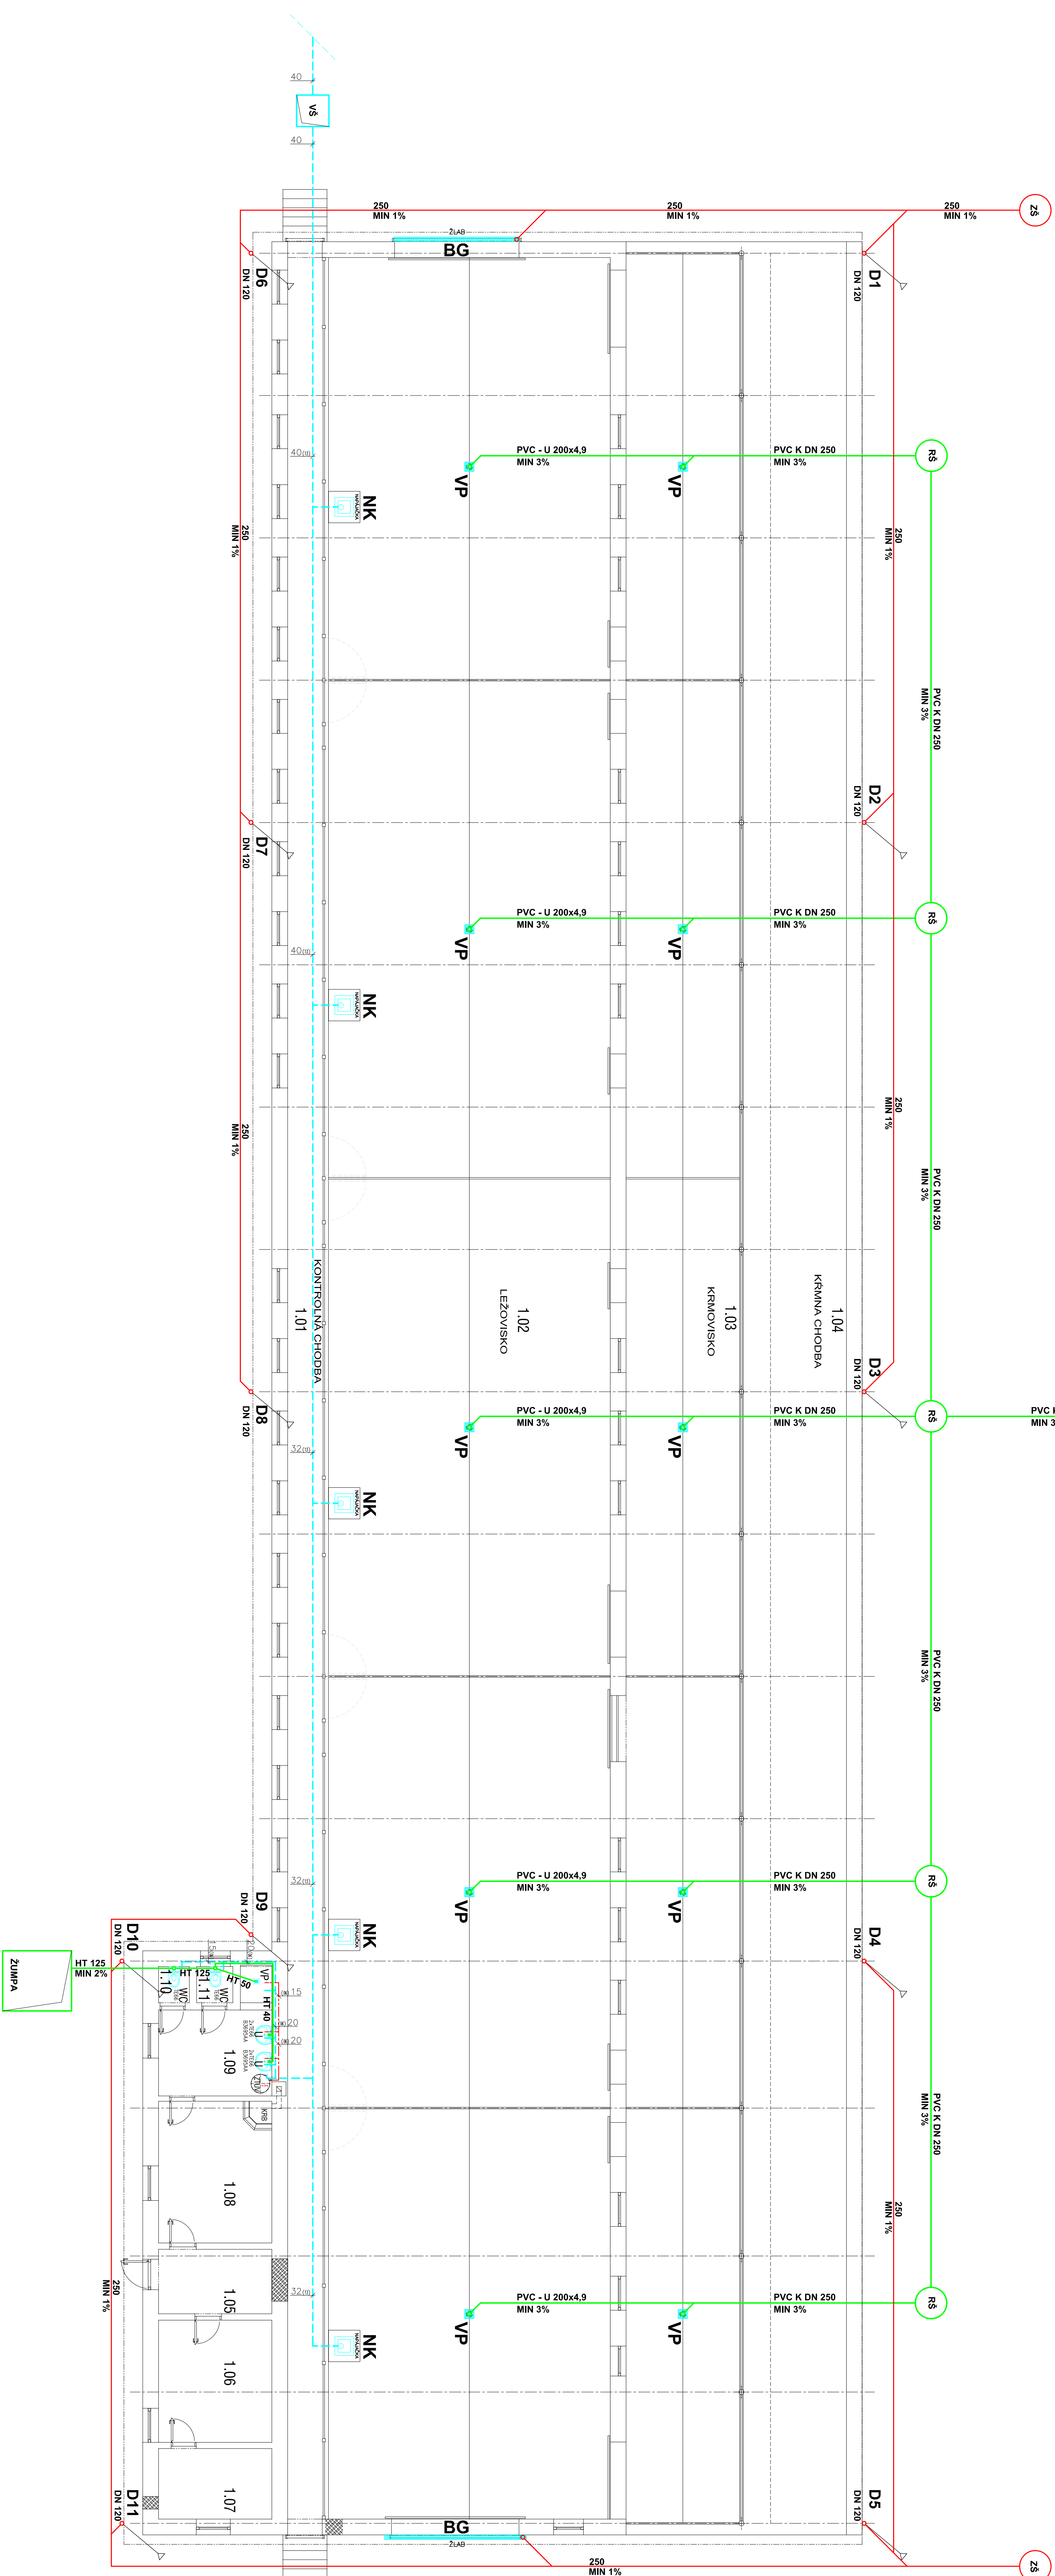 40
VŠ
40
250
MIN 1%
250
MIN 1%
250
MIN 1%
ZŠ
ŽLAB
BG
D6
DN 120
D1
DN 120
PVC - U 200x4,9
MIN 3%
PVC K DN 250
MIN 3%
RŠ
VP
VP
40(m)
NAPÁJAČKA
NK
250
MIN 1%
250
MIN 1%
PVC K DN 250
MIN 3%
D2
DN 120
D7
DN 120
PVC - U 200x4,9
MIN 3%
PVC K DN 250
MIN 3%
RŠ
VP
VP
40(m)
NAPÁJAČKA
NK
250
MIN 1%
250
MIN 1%
PVC K DN 250
MIN 3%
1.01
KONTROLNÁ CHODBA
1.02
LEŽOVISKO
1.03
KRMOVISKO
1.04
KŔMNA CHODBA
D3
DN 120
D8
DN 120
PVC - U 200x4,9
MIN 3%
PVC K DN 250
MIN 3%
RŠ
PVC K
MIN 3
VP
VP
32(m)
NAPÁJAČKA
NK
PVC K DN 250
MIN 3%
PVC - U 200x4,9
MIN 3%
PVC K DN 250
MIN 3%
RŠ
VP
VP
32(m)
NAPÁJAČKA
NK
D9
DN 120
D10
DN 120
D4
DN 120
ŽUMPA
HT 125
MIN 2%
HT 125
HT 50
HT 40
VP
WC
1.10
WC
1.11
15
20
20
U
U
1.09
KRB
1.08
PVC K DN 250
MIN 3%
250
MIN 1%
250
MIN 1%
1.05
32(m)
PVC - U 200x4,9
MIN 3%
PVC K DN 250
MIN 3%
RŠ
VP
VP
NAPÁJAČKA
NK
1.06
1.07
D11
DN 120
D5
DN 120
BG
ŽLAB
250
MIN 1%
ZŠ